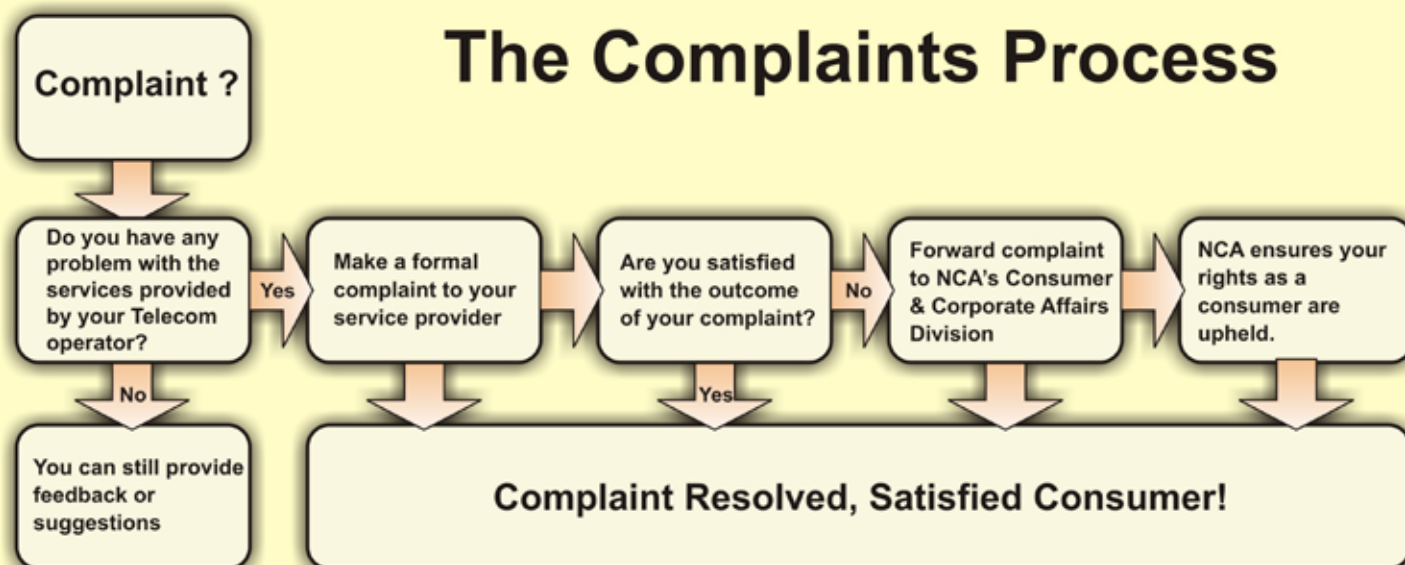 The Complaints Process
Complaint ?
Do you have any
problem with the
services provided
by your Telecom
operator?
Yes
Make a formal
complaint to your
service provider
Are you satisfied
with the outcome
of your complaint?
No
Forward complaint
to NCA's Consumer
& Corporate Affairs
Division
NCA ensures your
rights as a
consumer are
upheld.
No
Yes
You can still provide
feedback or
suggestions
Complaint Resolved, Satisfied Consumer!